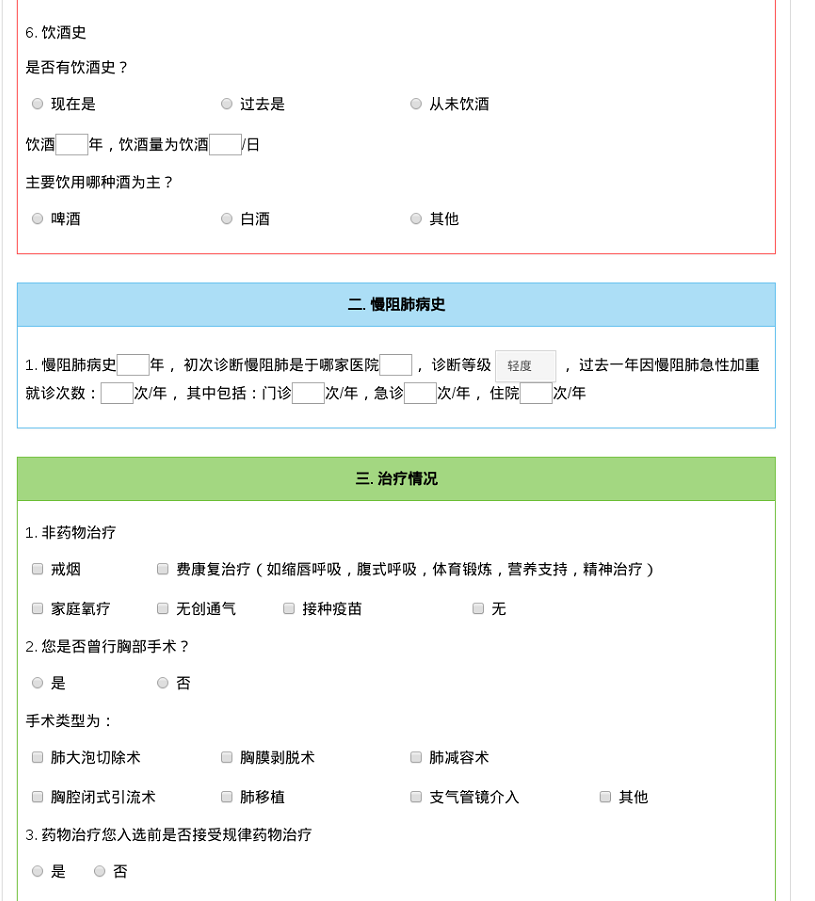 6. 饮酒史
是否有饮酒史？
现在是 过去是 从未饮酒
饮酒 年，饮酒量为饮酒 /日
主要饮用哪种酒为主？
啤酒 白酒 其他
二. 慢阻肺病史
1. 慢阻肺病史 年， 初次诊断慢阻肺是于哪家医院 ， 诊断等级 轻度 ， 过去一年因慢阻肺急性加重
就诊次数： 次/年， 其中包括：门诊 次/年，急诊 次/年， 住院 次/年
三. 治疗情况
1. 非药物治疗
戒烟 费康复治疗（如缩唇呼吸，腹式呼吸，体育锻炼，营养支持，精神治疗）
家庭氧疗 无创通气 接种疫苗 无
2. 您是否曾行胸部手术？
是 否
手术类型为：
肺大泡切除术 胸膜剥脱术 肺减容术
胸腔闭式引流术 肺移植 支气管镜介入 其他
3. 药物治疗您入选前是否接受规律药物治疗
是 否